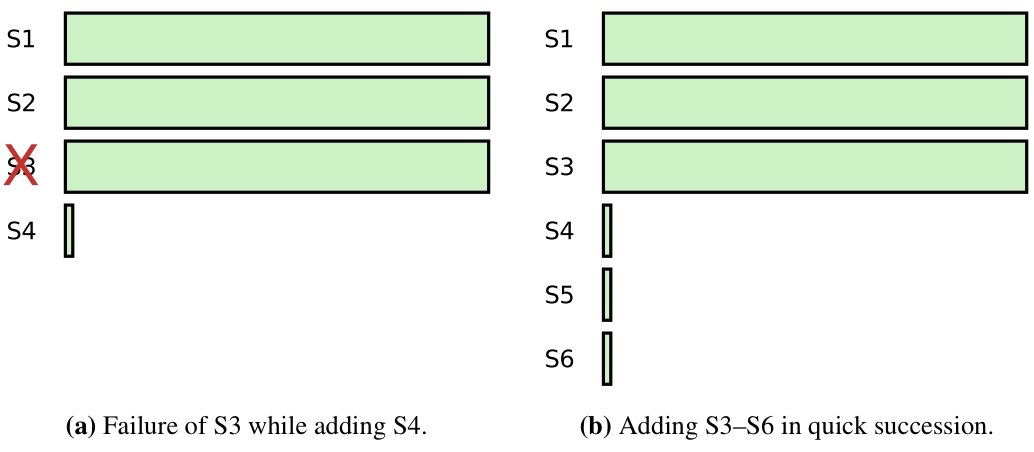 S1
S2
S3
S4
(a) Failure of S3 while adding S4.
S1
S2
S3
S4
S5
S6
(b) Adding S3–S6 in quick succession.